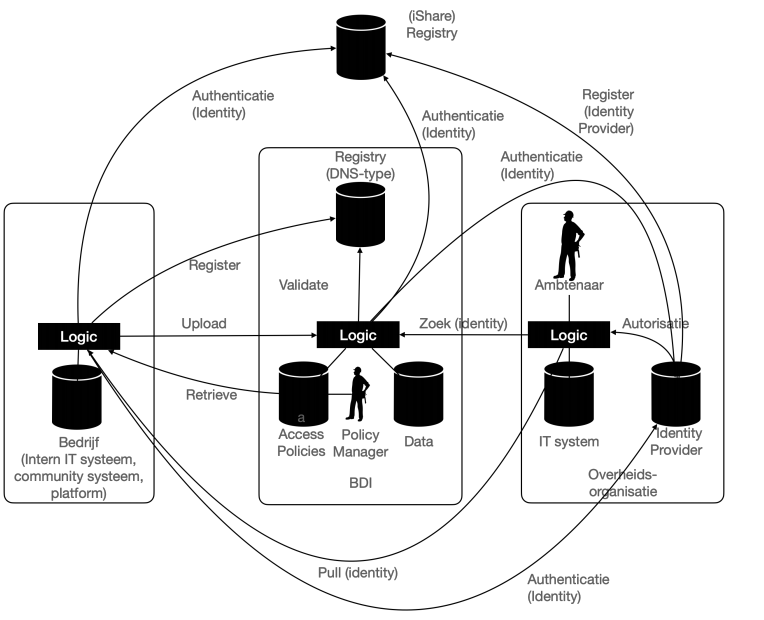 (iShare)
Registry
Authenticatie
(Identity)
Register
(Identity
Provider)
Authenticatie
(Identity)
Registry
(DNS-type)
Authenticatie
(Identity)
Register
Validate
Ambtenaar
Logic
Upload
Logic
Zoek (identity)
Logic
Autorisatie
Retrieve
a
Access
Policies
Policy
Manager
Data
BDI
Bedrijf
(Intern IT systeem,
community systeem,
platform)
IT system
Identity
Provider
Overheids-
organisatie
Pull (identity)
Authenticatie
(Identity)